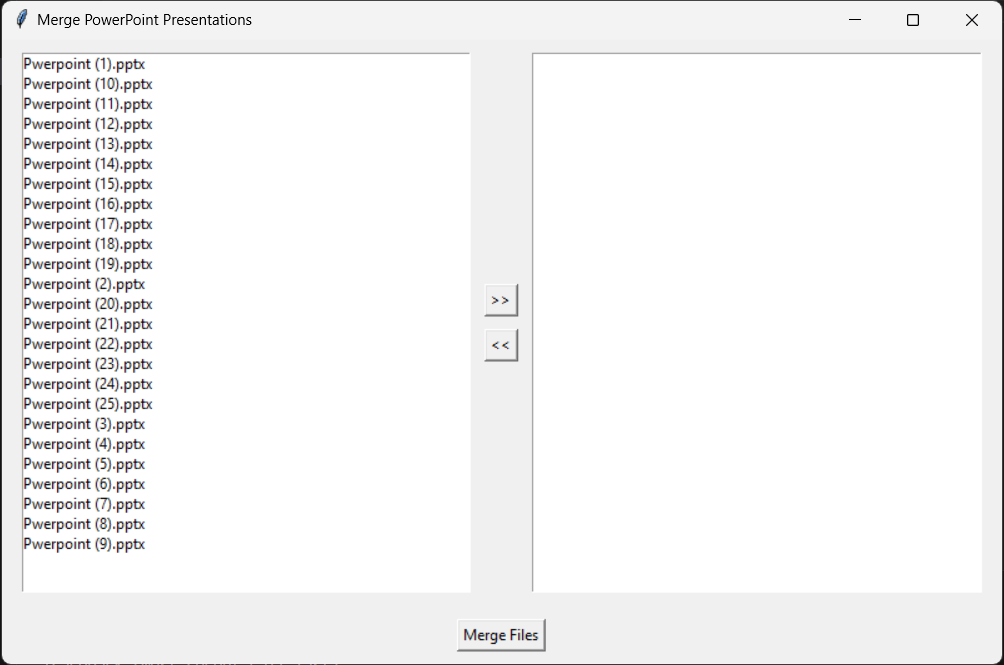 Merge PowerPoint Presentations
Pwerpoint (1).pptx
Pwerpoint (10).pptx
Pwerpoint (11).pptx
Pwerpoint (12).pptx
Pwerpoint (13).pptx
Pwerpoint (14).pptx
Pwerpoint (15).pptx
Pwerpoint (16).pptx
Pwerpoint (17).pptx
Pwerpoint (18).pptx
Pwerpoint (19).pptx
Pwerpoint (2).pptx
Pwerpoint (20).pptx
Pwerpoint (21).pptx
Pwerpoint (22).pptx
Pwerpoint (23).pptx
Pwerpoint (24).pptx
Pwerpoint (25).pptx
Pwerpoint (3).pptx
Pwerpoint (4).pptx
Pwerpoint (5).pptx
Pwerpoint (6).pptx
Pwerpoint (7).pptx
Pwerpoint (8).pptx
Pwerpoint (9).pptx
>>
<<
Merge Files